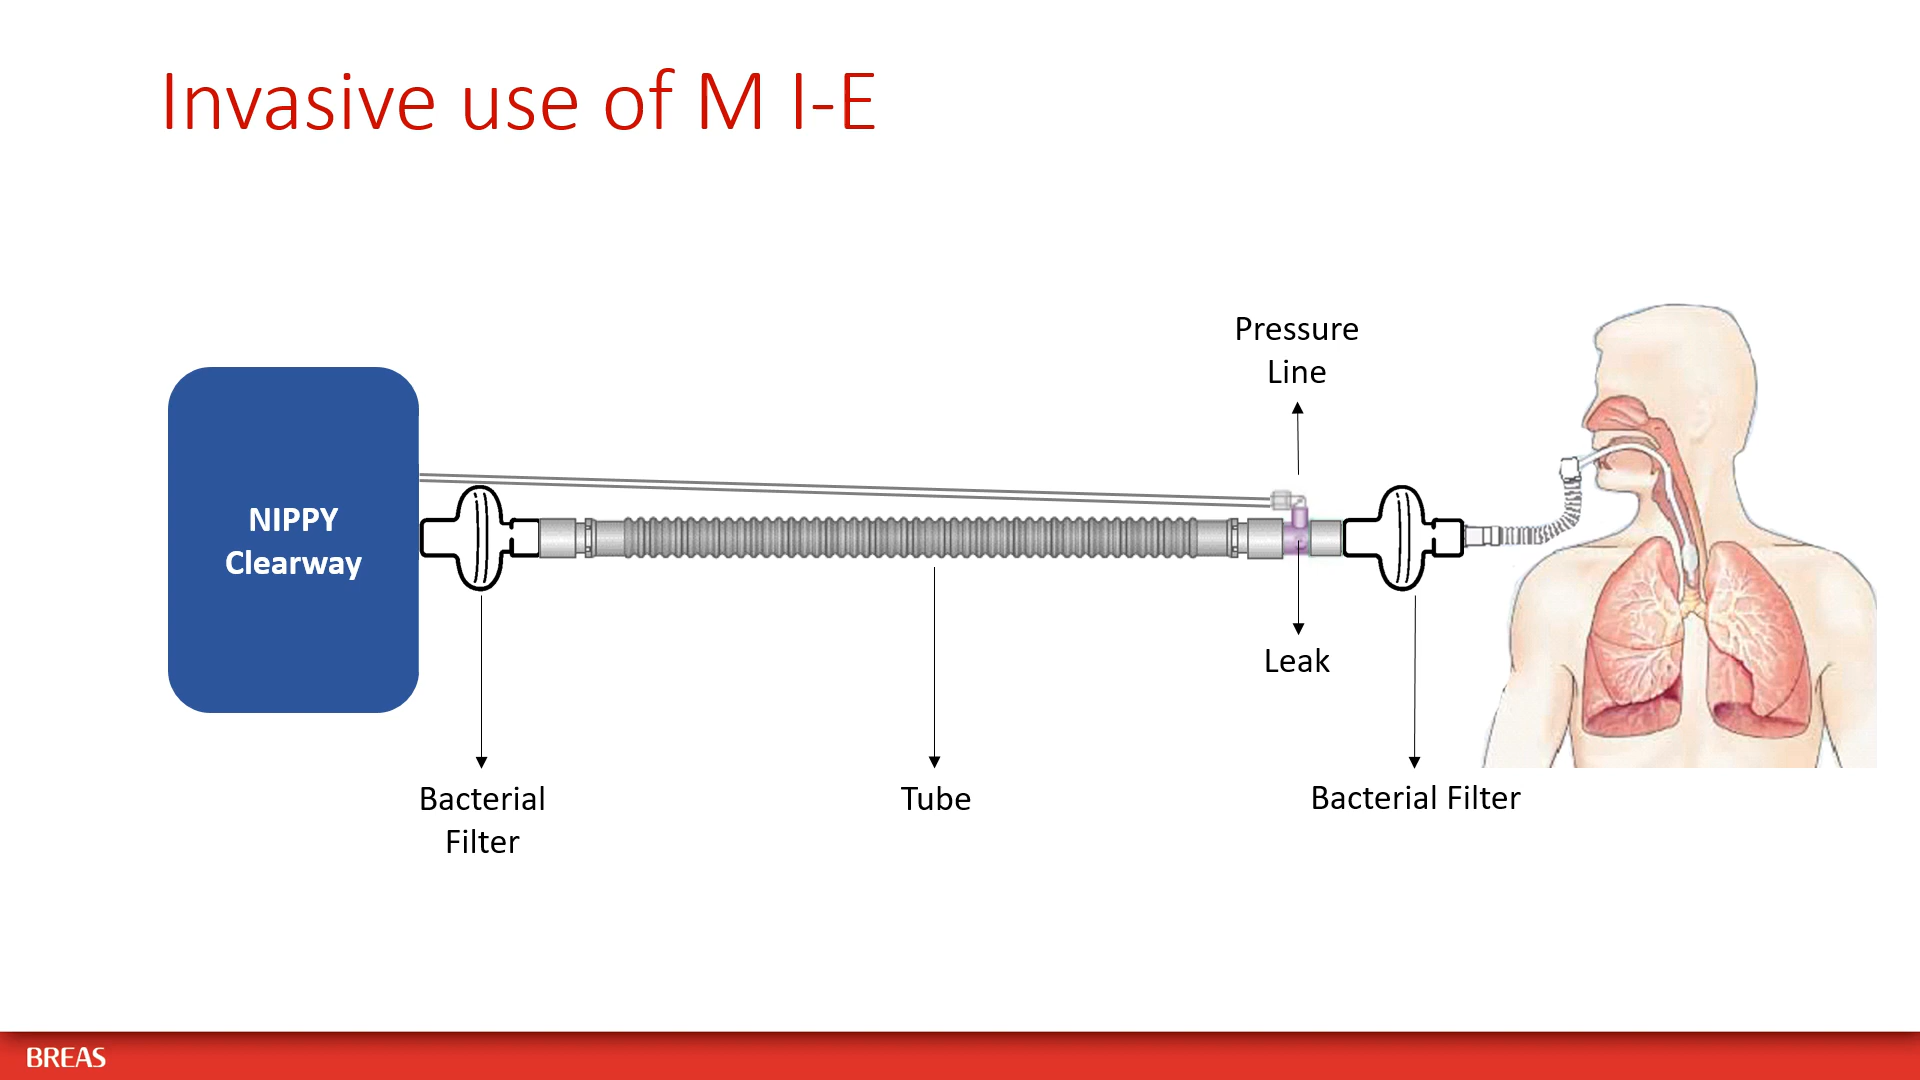 Invasive use of M I-E
Pressure
Line
NIPPY
Clearway
Leak
Bacterial
Filter
Tube
Bacterial Filter
BREAS